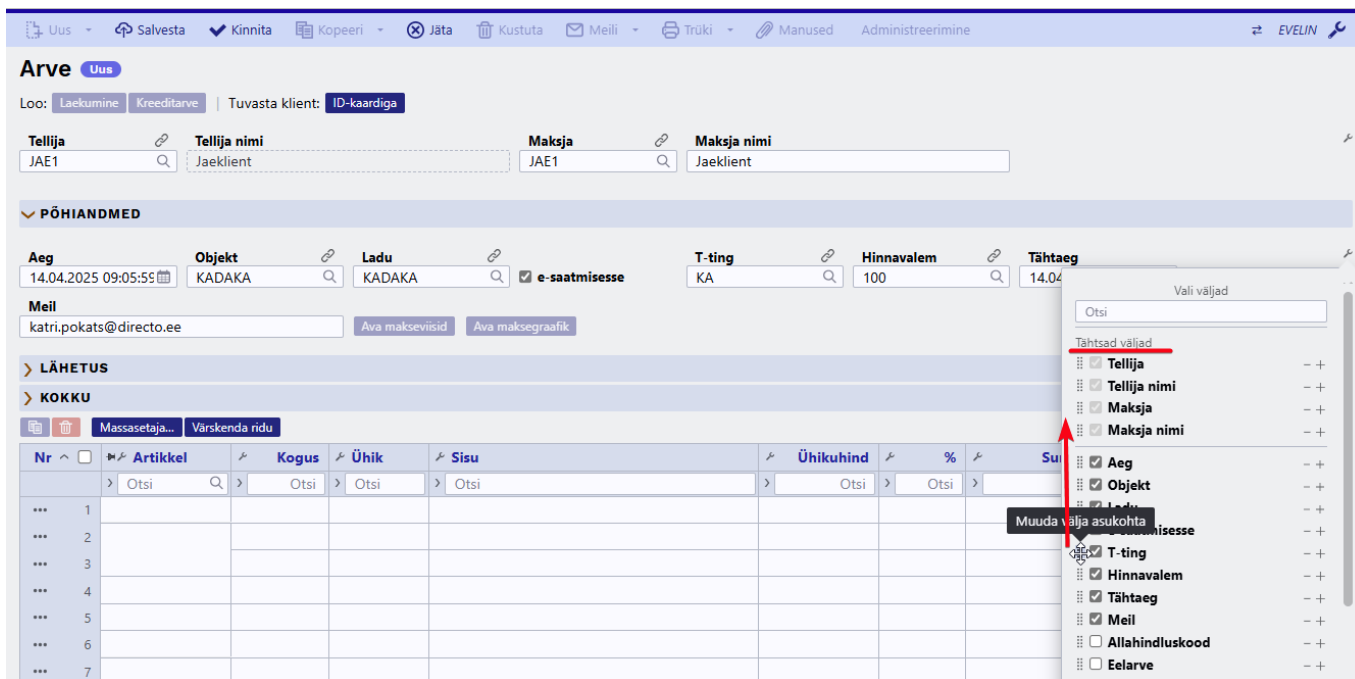 Uus Salvesta Kinnita Kopeeri Jäta Kustuta Meili Trüki Manused Administreerimine EVELIN
Arve Uus
Loo: Laekumine Kreeditarve | Tuvasta klient: ID-kaardiga
Tellija Tellija nimi Maksja Maksja nimi
JAE1 Jaeklient JAE1 Jaeklient
PÕHIANDMED
Aeg Objekt Ladu T-ting Hinnavalem Tähtaeg
14.04.2025 09:05:59 KADAKA KADAKA e-saatmisesse KA 100 14.04
Meil
katri.pokats@directo.ee Ava makseviisid Ava maksegraafik
LÄHETUS
KOKKU
Massasetaja... Värskenda ridu
Nr Artikkel Kogus Ühik Sisu Ühikuhind %
Otsi Otsi Otsi Otsi Otsi Otsi
1
2
3
4
5
6
7
Vali väljad
Otsi
Tähtsad väljad
Tellija - +
Tellija nimi - +
Maksja - +
Maksja nimi - +
Aeg - +
Objekt - +
Ladu - +
Muuda välja asukohta
e-saatmisesse - +
T-ting - +
Hinnavalem - +
Tähtaeg - +
Meil - +
Allahindluskood - +
Eelarve - +